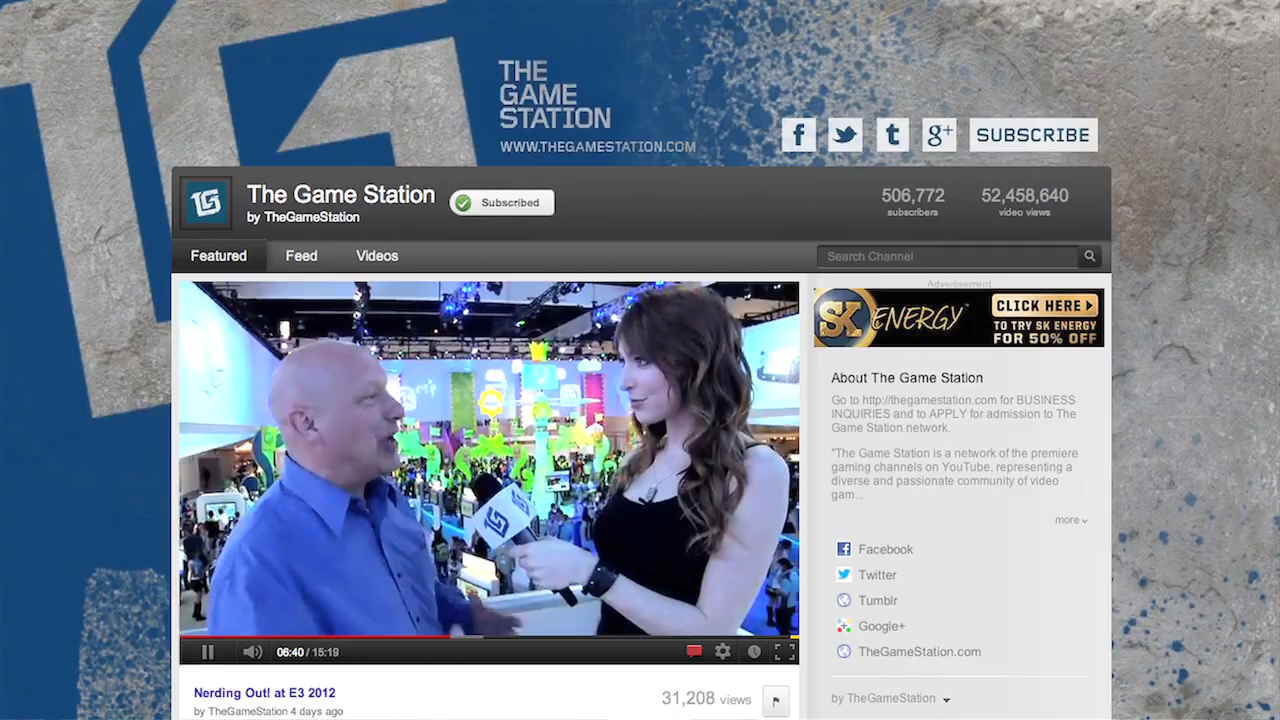 THE
GAME
STATION
WWW.THEGAMESTATION.COM
f t g+ SUBSCRIBE
The Game Station
by TheGameStation
Subscribed
506,772
subscribers
52,458,640
video views
Featured Feed Videos
Search Channel
Advertisement
SK ENERGY™
CLICK HERE
TO TRY SK ENERGY
FOR 50% OFF
About The Game Station
Go to http://thegamestation.com for BUSINESS
INQUIRIES and to APPLY for admission to The
Game Station network.
"The Game Station is a network of the premiere
gaming channels on YouTube, representing a
diverse and passionate community of video
gam...
more
Facebook
Twitter
Tumblr
Google+
TheGameStation.com
by TheGameStation
06:40 / 15:19
Nerding Out! at E3 2012
by TheGameStation 4 days ago
31,208 views